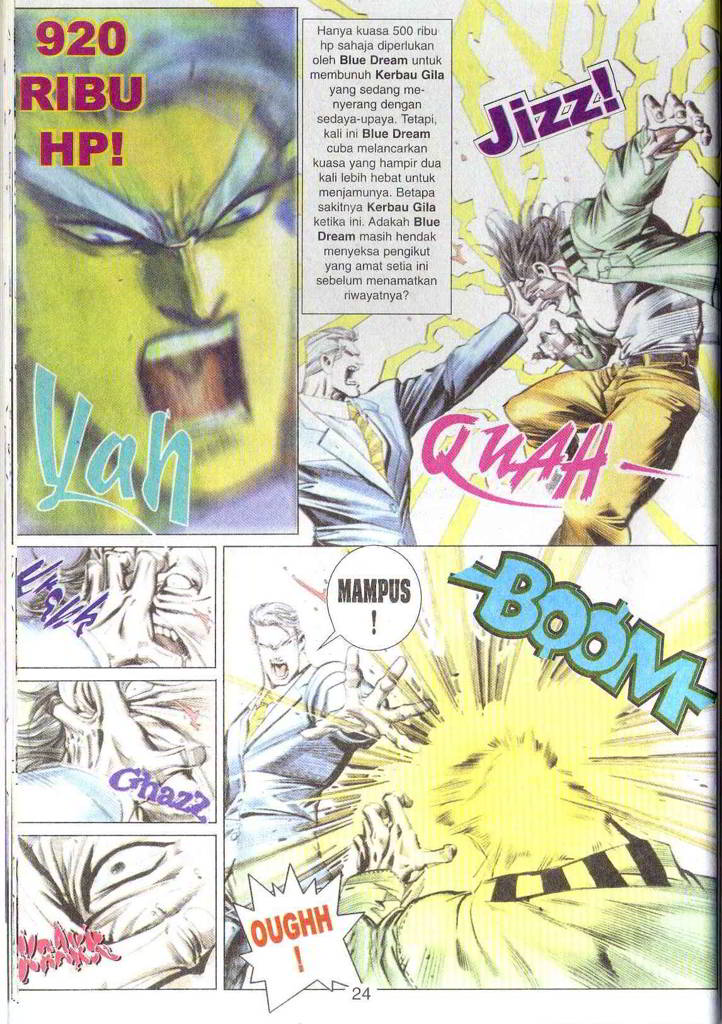 920
RIBU
HP!
Hanya kuasa 500 ribu
hp sahaja diperlukan
oleh Blue Dream untuk
membunuh Kerbau Gila
yang sedang me-
nyerang dengan
sedaya-upaya. Tetapi,
kali ini Blue Dream
cuba melancarkan
kuasa yang hampir dua
kali lebih hebat untuk
menjamunya. Betapa
sakitnya Kerbau Gila
ketika ini. Adakah Blue
Dream masih hendak
menyeksa pengikut
yang amat setia ini
sebelum menamatkan
riwayatnya?
Jizz!
Yah
QUAH
MAMPUS
!
BOOM
Ghazz
OUGHH
!
24